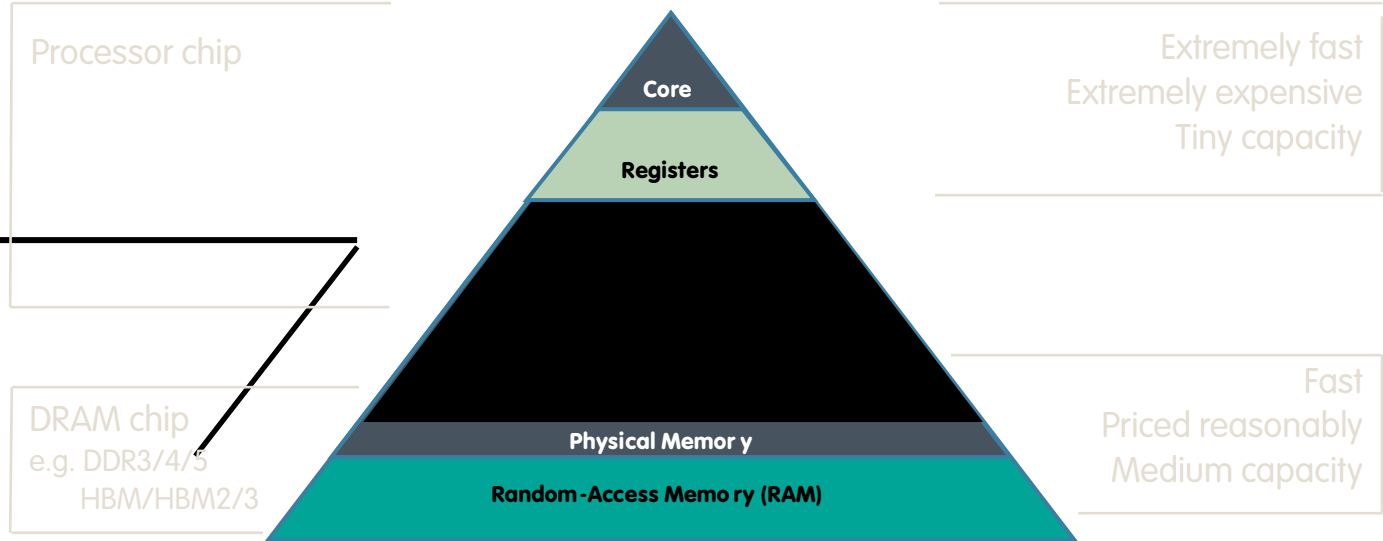 Processor chip
Extremely fast
Extremely expensive
Tiny capacity
Core
Registers
DRAM chip
e.g. DDR3/4/5
HBM/HBM2/3
Fast
Priced reasonably
Medium capacity
Physical Memor y
Random-Access Memo ry (RAM)